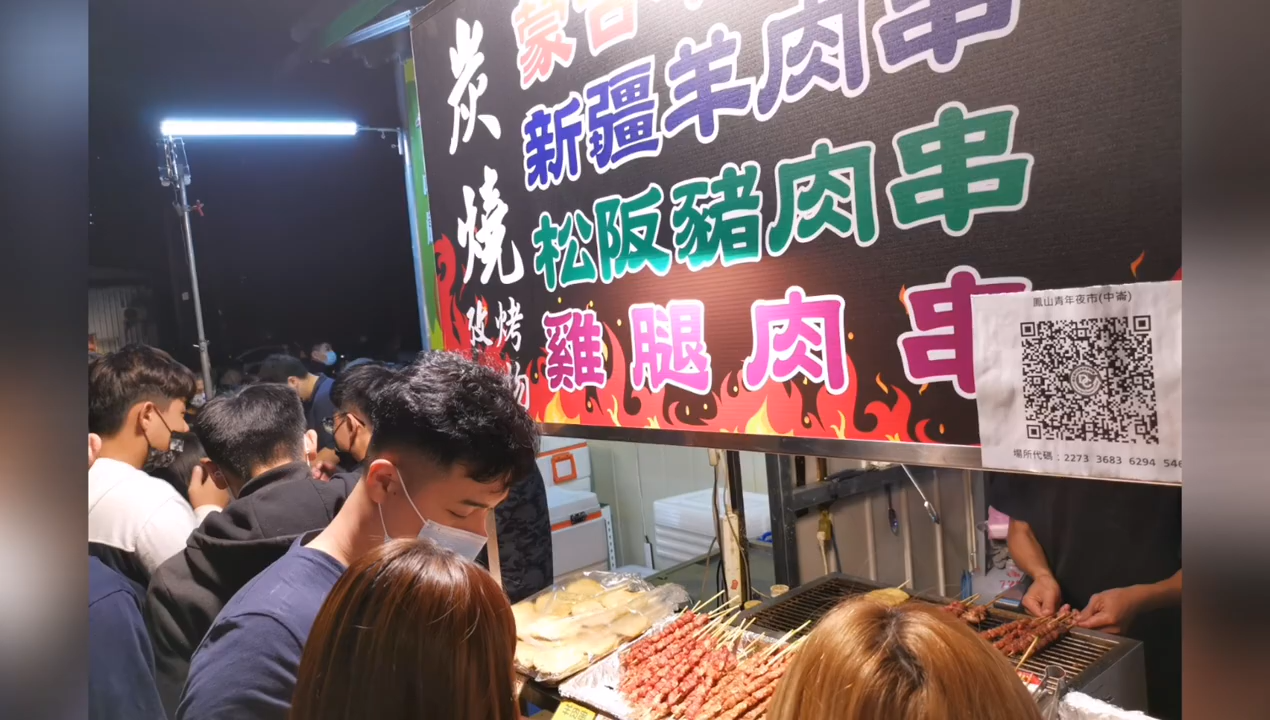 炭燒
蒙古
新疆羊肉串
松阪豬肉串
雞腿肉串
孜
烤
鳳山青年夜市(中崙)
場所代碼：2273 3683 6294 546